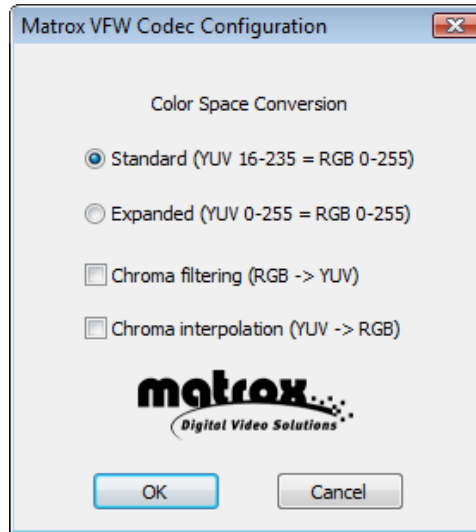 Matrox VFW Codec Configuration
Color Space Conversion
Standard (YUV 16-235 = RGB 0-255)
Expanded (YUV 0-255 = RGB 0-255)
Chroma filtering (RGB -> YUV)
Chroma interpolation (YUV -> RGB)
matrox
Digital Video Solutions
OK Cancel